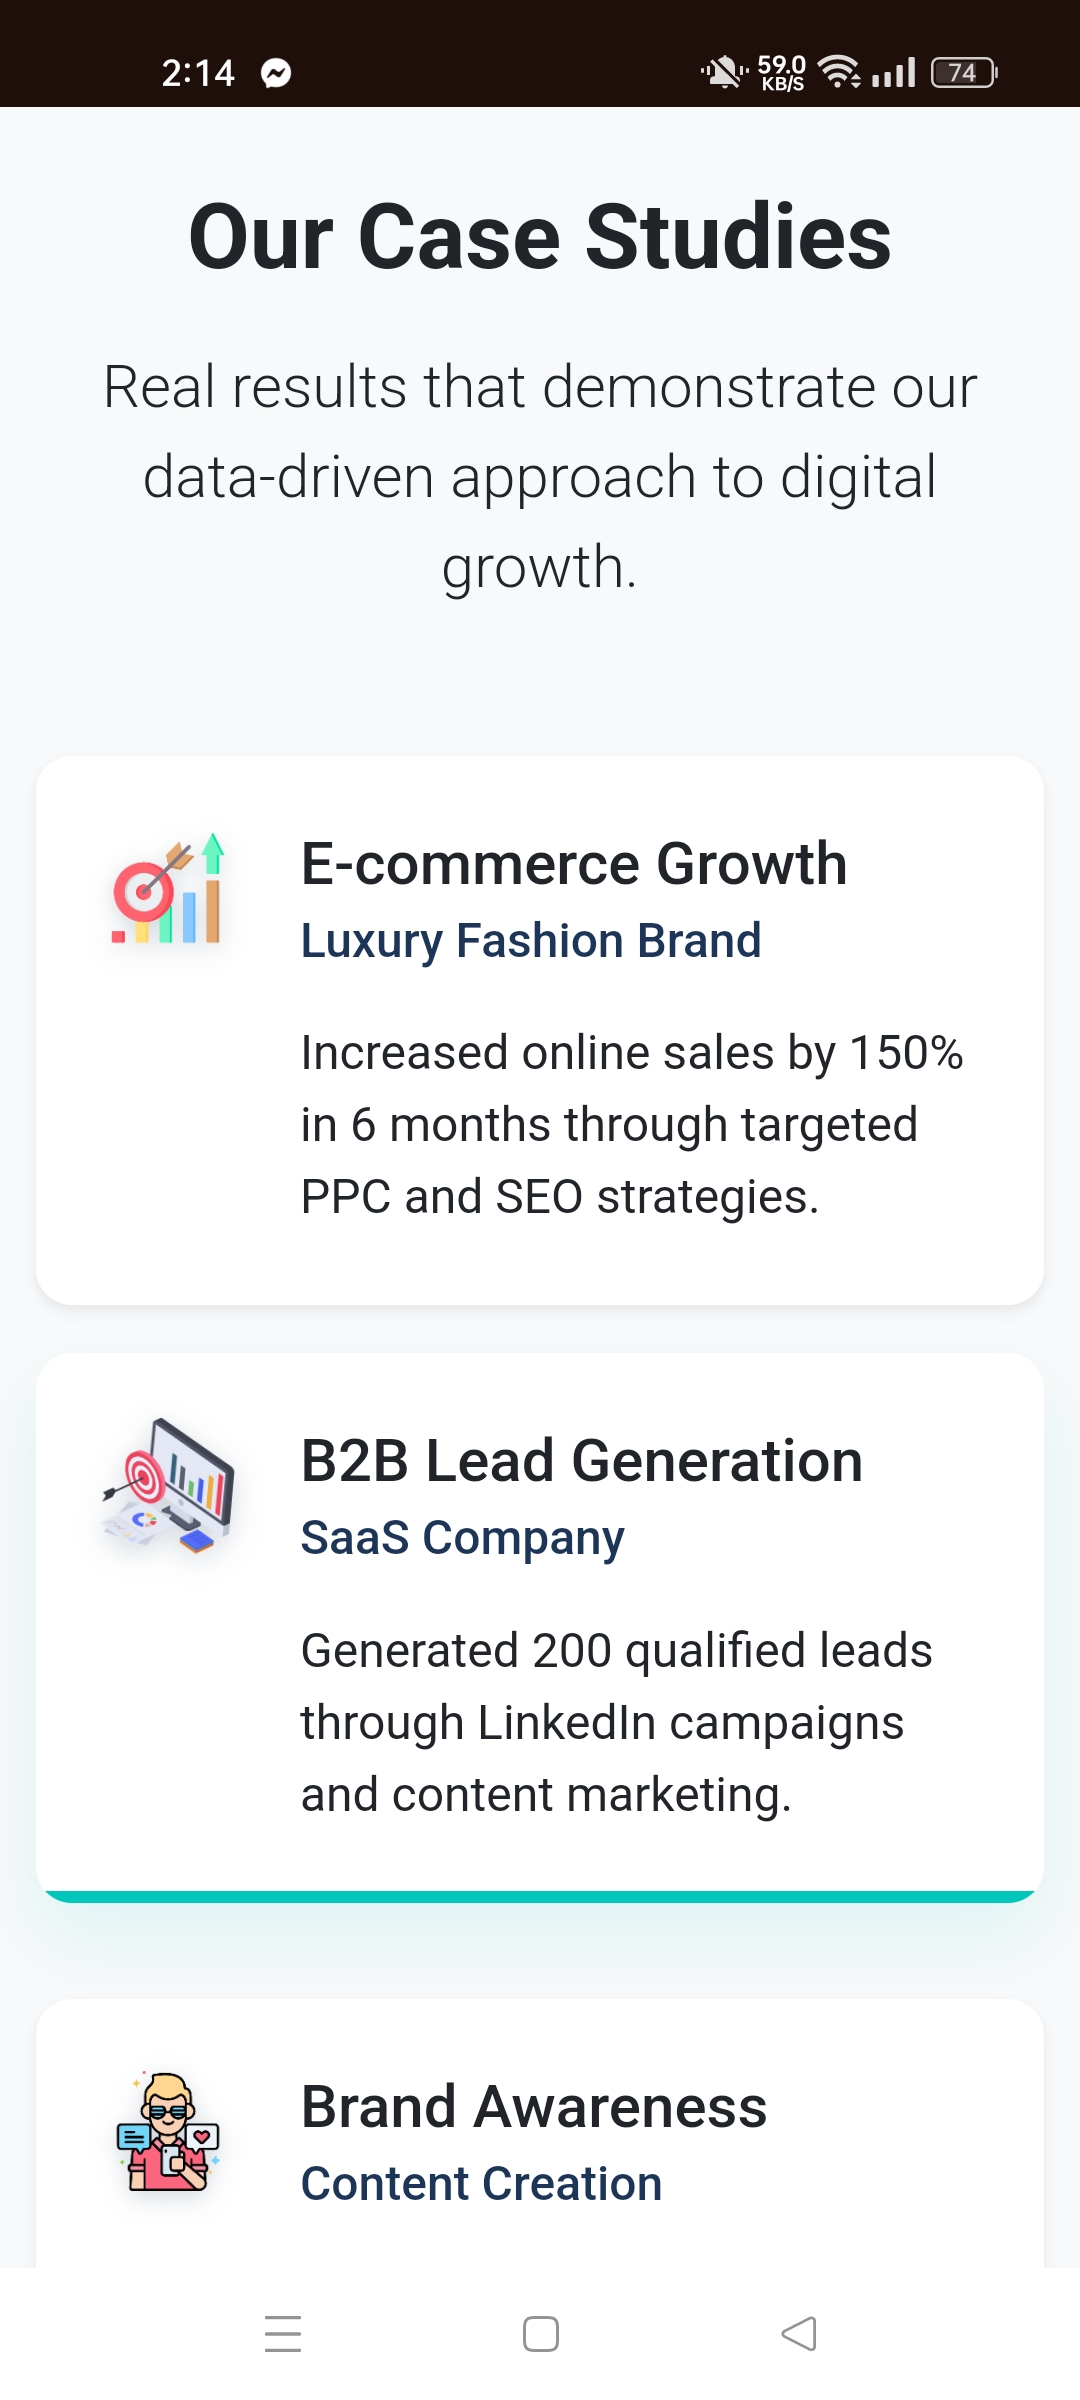 2:14
59.0
KB/S
74
Our Case Studies
Real results that demonstrate our
data-driven approach to digital
growth.
E-commerce Growth
Luxury Fashion Brand
Increased online sales by 150%
in 6 months through targeted
PPC and SEO strategies.
B2B Lead Generation
SaaS Company
Generated 200 qualified leads
through LinkedIn campaigns
and content marketing.
Brand Awareness
Content Creation